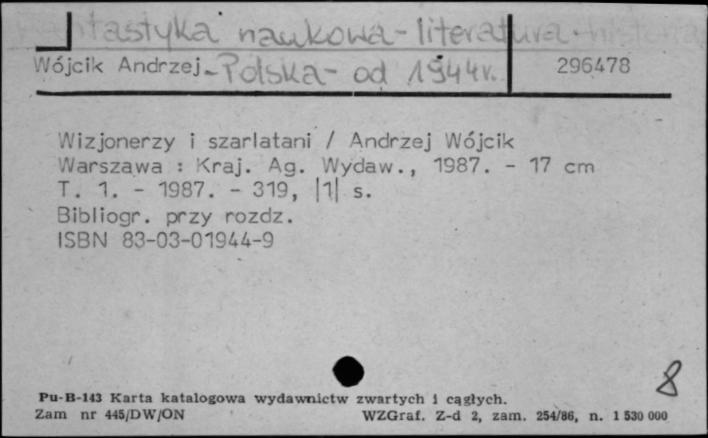 Fantastyka naukowa - literatura - historia
Wójcik Andrzej - Polska - od 1944r. 296478
Wizjonerzy i szarlatani / Andrzej Wójcik
Warszawa : Kraj. Ag. Wydaw., 1987. - 17 cm
T. 1. - 1987. - 319, |1| s.
Bibliogr. przy rozdz.
ISBN 83-03-01944-9
8
Pu-B-143 Karta katalogowa wydawnictw zwartych i cągłych.
Zam nr 445/DW/ON WZGraf. Z-d 2, zam. 254/86, n. 1 530 000